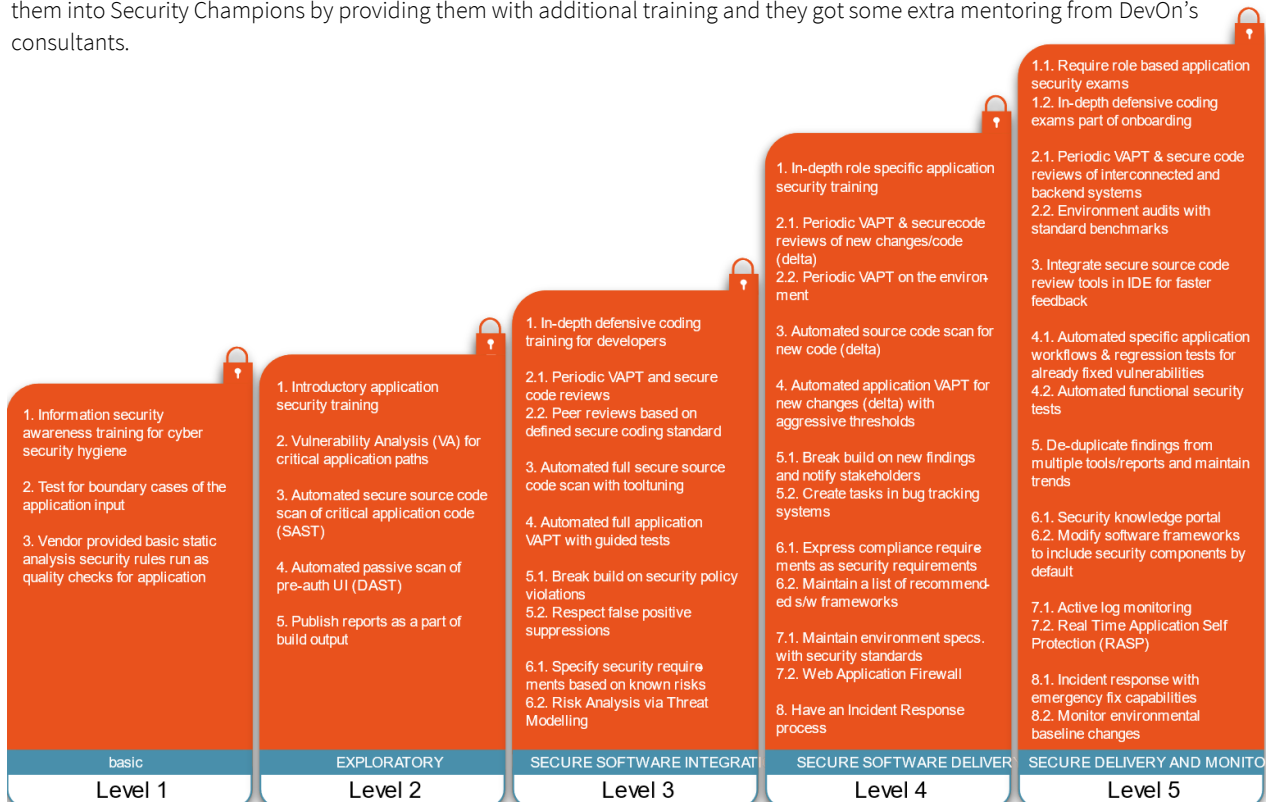 them into Security Champions by providing them with additional training and they got some extra mentoring from DevOn's
consultants.
1. Information security
awareness training for cyber
security hygiene
2. Test for boundary cases of the
application input
3. Vendor provided basic static
analysis security rules run as
quality checks for application
basic
Level 1
1. Introductory application
security training
2. Vulnerability Analysis (VA) for
critical application paths
3. Automated secure source code
scan of critical application code
(SAST)
4. Automated passive scan of
pre-auth UI (DAST)
5. Publish reports as a part of
build output
EXPLORATORY
Level 2
1. In-depth defensive coding
training for developers
2.1. Periodic VAPT and secure
code reviews
2.2. Peer reviews based on
defined secure coding standard
3. Automated full secure source
code scan with tooltuning
4. Automated full application
VAPT with guided tests
5.1. Break build on security policy
violations
5.2. Respect false positive
suppressions
6.1. Specify security require-
ments based on known risks
6.2. Risk Analysis via Threat
Modelling
SECURE SOFTWARE INTEGRATI
Level 3
1. In-depth role specific application
security training
2.1. Periodic VAPT & securecode
reviews of new changes/code
(delta)
2.2. Periodic VAPT on the environ-
ment
3. Automated source code scan for
new code (delta)
4. Automated application VAPT for
new changes (delta) with
aggressive thresholds
5.1. Break build on new findings
and notify stakeholders
5.2. Create tasks in bug tracking
systems
6.1. Express compliance require-
ments as security requirements
6.2. Maintain a list of recommend-
ed s/w frameworks
7.1. Maintain environment specs.
with security standards
7.2. Web Application Firewall
8. Have an Incident Response
process
SECURE SOFTWARE DELIVER
Level 4
1.1. Require role based application
security exams
1.2. In-depth defensive coding
exams part of onboarding
2.1. Periodic VAPT & secure code
reviews of interconnected and
backend systems
2.2. Environment audits with
standard benchmarks
3. Integrate secure source code
review tools in IDE for faster
feedback
4.1. Automated specific application
workflows & regression tests for
already fixed vulnerabilities
4.2. Automated functional security
tests
5. De-duplicate findings from
multiple tools/reports and maintain
trends
6.1. Security knowledge portal
6.2. Modify software frameworks
to include security components by
default
7.1. Active log monitoring
7.2. Real Time Application Self
Protection (RASP)
8.1. Incident response with
emergency fix capabilities
8.2. Monitor environmental
baseline changes
SECURE DELIVERY AND MONITO
Level 5